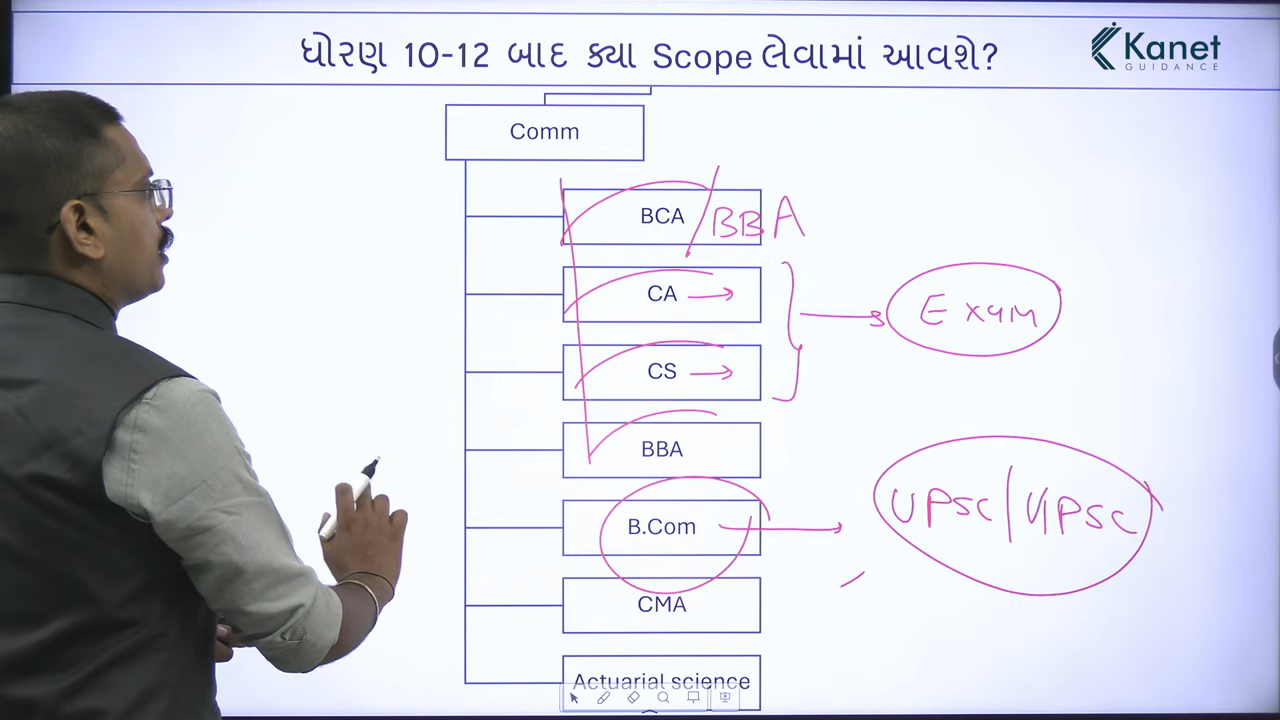 ધોરણ 10-12 બાદ ક્યા Scope લેવામાં આવશે?
Kanet
GUIDANCE
Comm
BCA / BBA
CA →
CS →
Exam
BBA
B.Com
UPSC / GPSC
CMA
Actuarial science